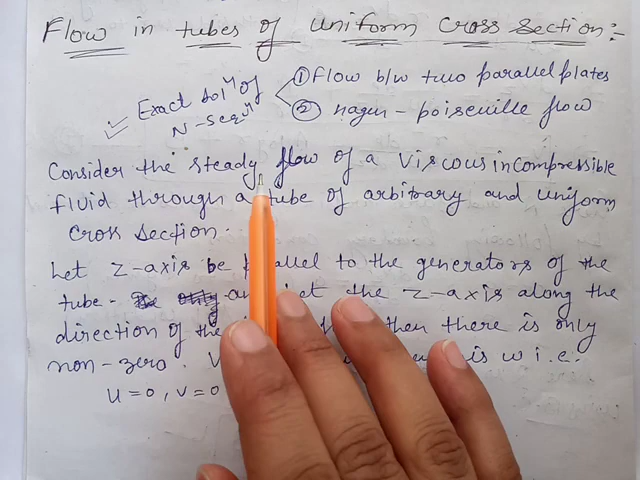 Flow in tubes of uniform cross section:-
Exact solⁿ of
N-Seqⁿ
① Flow b/w two parallel plates
② Hagen-poiseuille flow
Consider the steady flow of a viscous incompressible
fluid through a tube of arbitrary and uniform
cross section.
Let Z-axis be parallel to the generators of the
tube. and let the Z-axis along the
direction of the then there is only
non-zero. is w i.e.
u=0, v=0